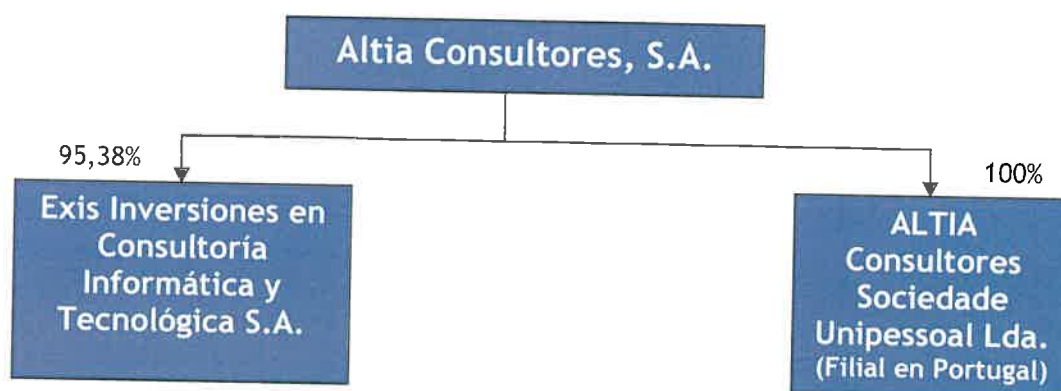 Altia Consultores, S.A.
95,38%
100%
Exis Inversiones en
Consultoría
Informática y
Tecnológica S.A.
ALTIA
Consultores
Sociedade
Unipessoal Lda.
(Filial en Portugal)